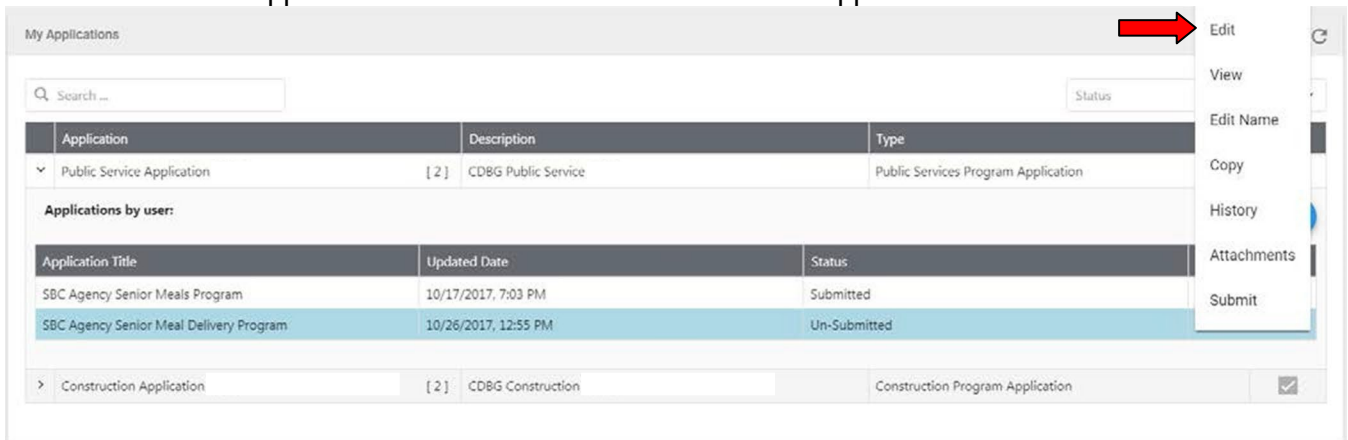 My Applications
Edit
View
Search ...
Status
Edit Name
Application Description Type
Copy
Public Service Application [ 2 ] CDBG Public Service Public Services Program Application
History
Applications by user:
Attachments
Application Title Updated Date Status
Submit
SBC Agency Senior Meals Program 10/17/2017, 7:03 PM Submitted
SBC Agency Senior Meal Delivery Program 10/26/2017, 12:55 PM Un-Submitted
Construction Application [ 2 ] CDBG Construction Construction Program Application